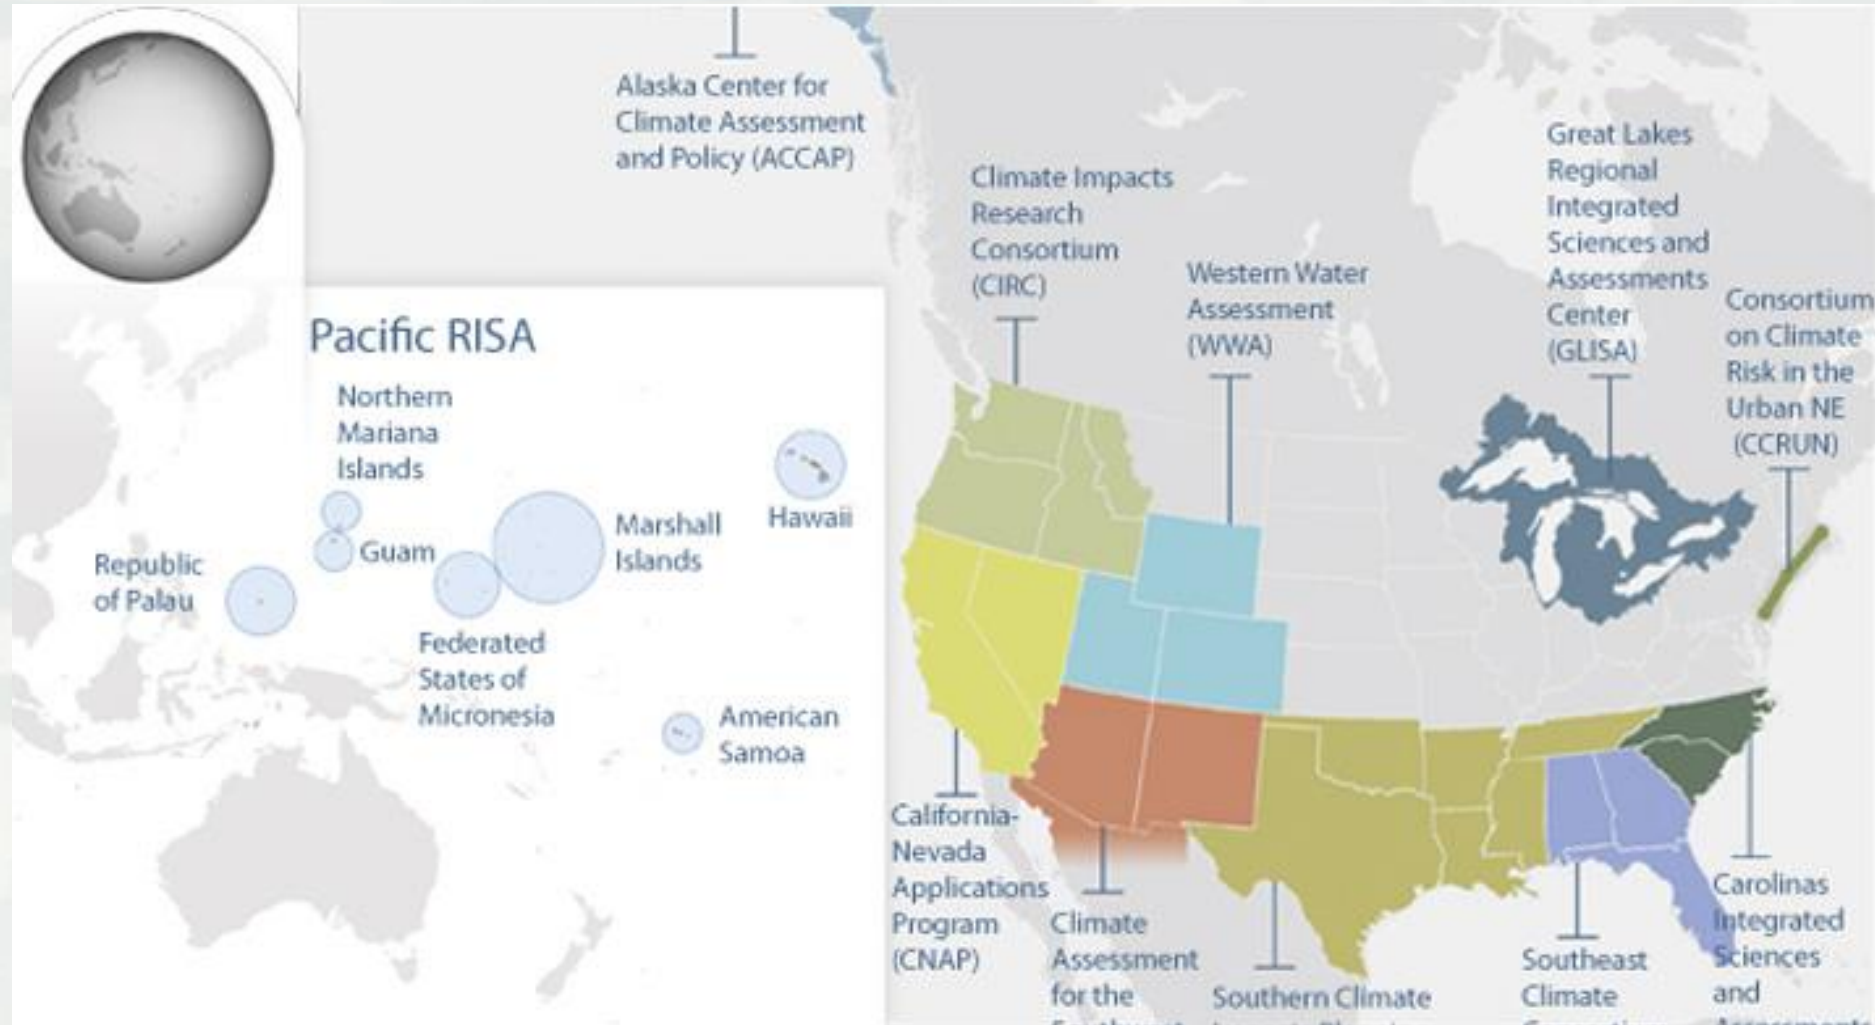 Alaska Center for
Climate Assessment
and Policy (ACCAP)
Climate Impacts
Research
Consortium
(CIRC)
Western Water
Assessment
(WWA)
Great Lakes
Regional
Integrated
Sciences and
Assessments
Center
(GLISA)
Consortium
on Climate
Risk in the
Urban NE
(CCRUN)
Pacific RISA
Northern
Mariana
Islands
Guam
Republic
of Palau
Federated
States of
Micronesia
Marshall
Islands
Hawaii
American
Samoa
California-
Nevada
Applications
Program
(CNAP)
Climate
Assessment
for the
Southern Climate
Southeast
Climate
Carolinas
Integrated
Sciences
and